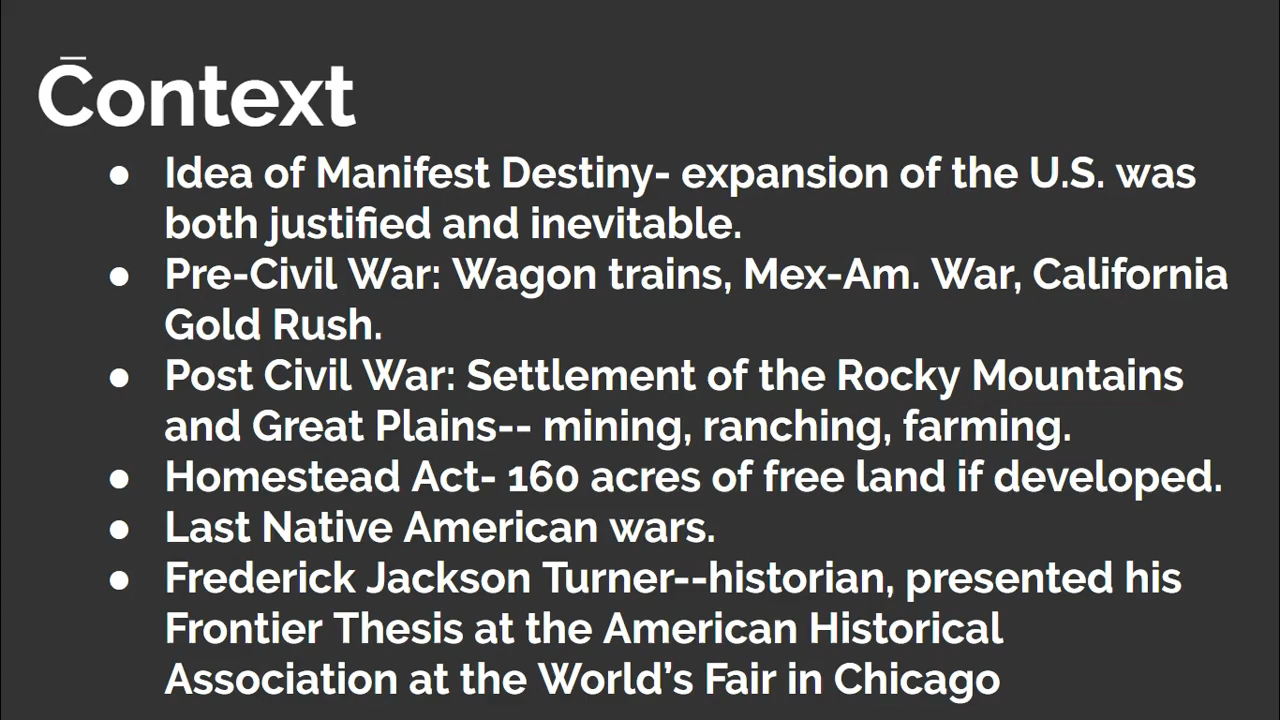 Context
● Idea of Manifest Destiny- expansion of the U.S. was
both justified and inevitable.
● Pre-Civil War: Wagon trains, Mex-Am. War, California
Gold Rush.
● Post Civil War: Settlement of the Rocky Mountains
and Great Plains-- mining, ranching, farming.
● Homestead Act- 160 acres of free land if developed.
● Last Native American wars.
● Frederick Jackson Turner--historian, presented his
Frontier Thesis at the American Historical
Association at the World’s Fair in Chicago